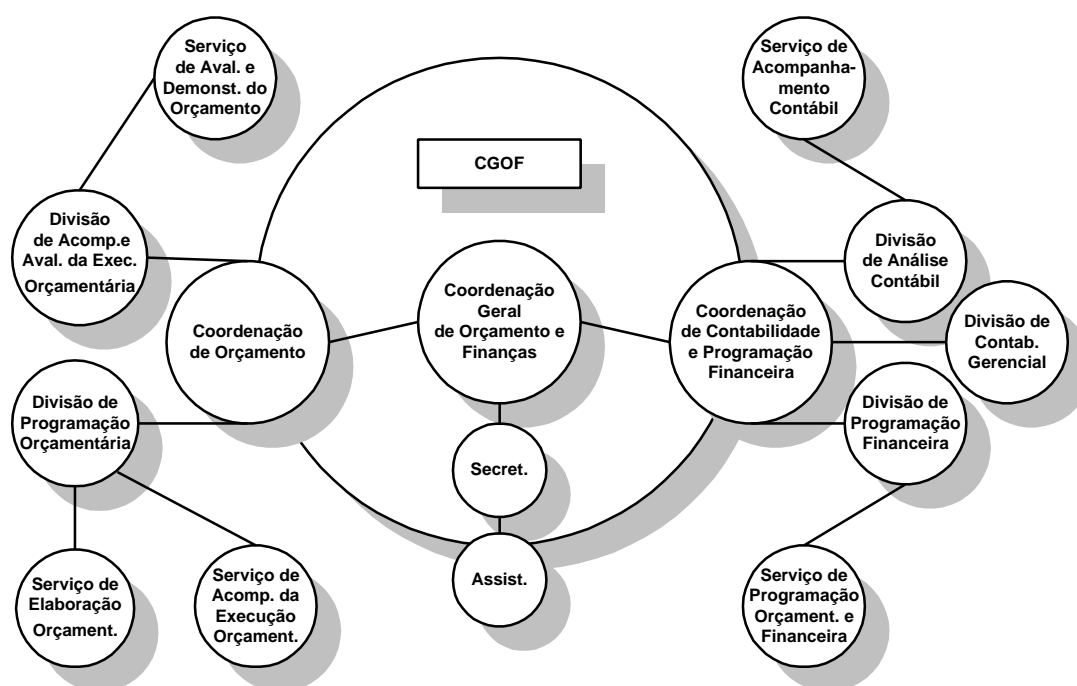 Serviço
de Aval. e
Demonst. do
Orçamento
Serviço de
Acompanha-
mento
Contábil
CGOF
Divisão
de Acomp.e
Aval. da Exec.
Orçamentária
Divisão
de Análise
Contábil
Coordenação
de Orçamento
Coordenação
Geral
de Orçamento e
Finanças
Coordenação
de Contabilidade
e Programação
Financeira
Divisão de
Contab.
Gerencial
Divisão de
Programação
Orçamentária
Divisão de
Programação
Financeira
Secret.
Assist.
Serviço de
Elaboração
Orçament.
Serviço de
Acomp. da
Execução
Orçament.
Serviço de
Programação
Orçament. e
Financeira